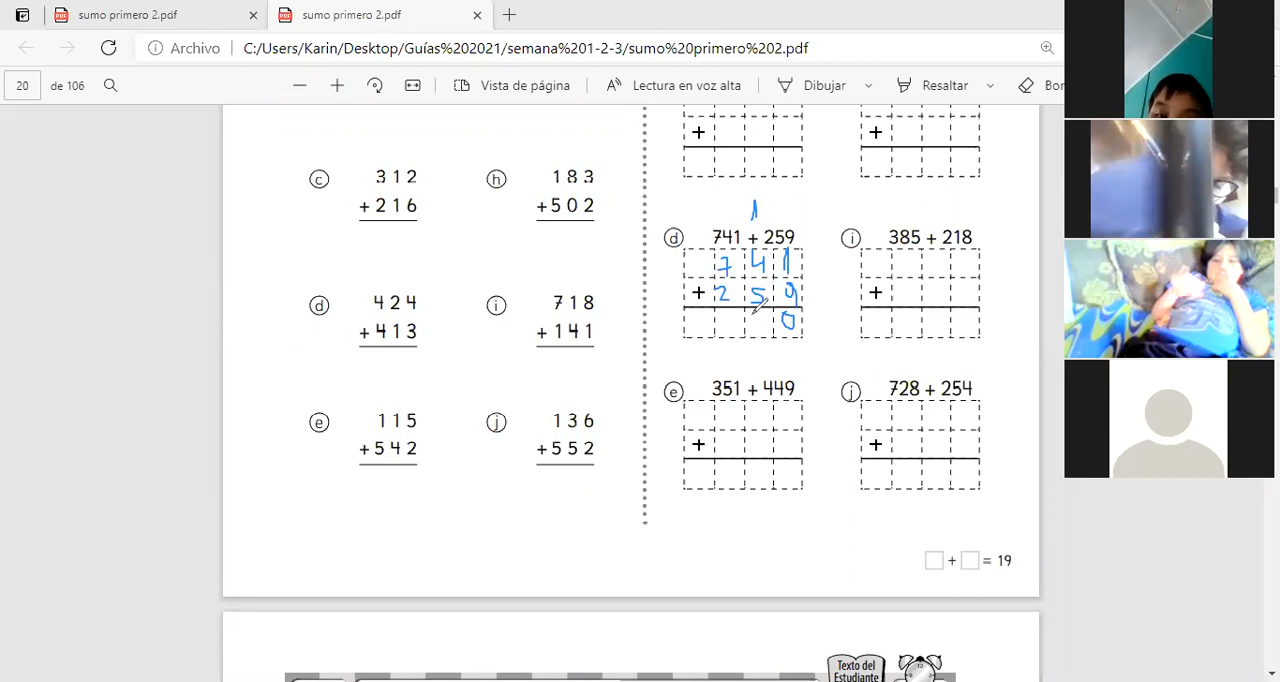 sumo primero 2.pdf
sumo primero 2.pdf
Archivo
C:/Users/Karin/Desktop/Guías%202021/semana%201-2-3/sumo%20primero%202.pdf
20 de 106
Vista de página
Lectura en voz alta
Dibujar
Resaltar
Bor
c 312
+216
h 183
+502
d 424
+413
i 718
+141
e 115
+542
j 136
+552
+
+
1
d 741 + 259
7 4 1
+ 2 5 9
0
i 385 + 218
+
e 351 + 449
+
j 728 + 254
+
+ = 19
Texto del
Estudiante